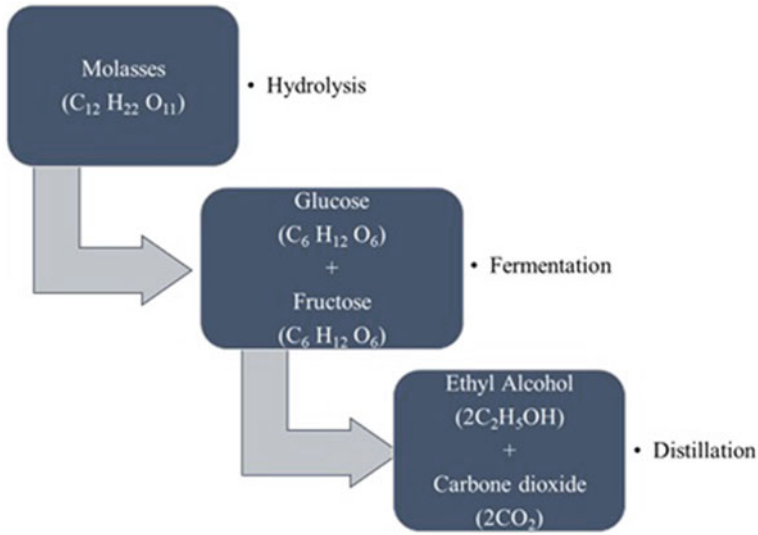 Molasses
(C₁₂ H₂₂ O₁₁)
• Hydrolysis
Glucose
(C₆ H₁₂ O₆)
+
Fructose
(C₆ H₁₂ O₆)
• Fermentation
Ethyl Alcohol
(2C₂H₅OH)
+
Carbone dioxide
(2CO₂)
• Distillation